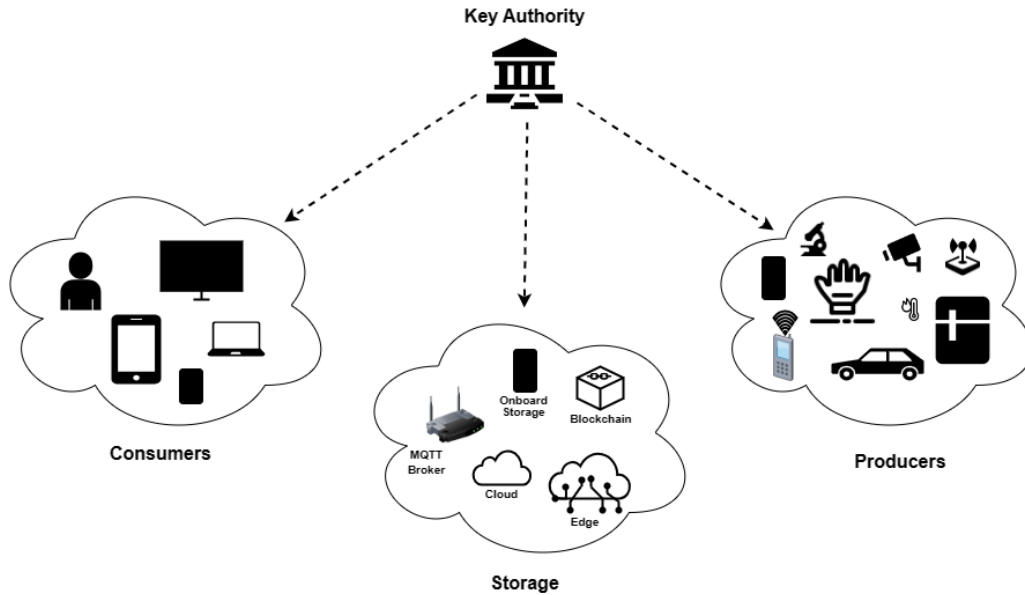 Key Authority
Onboard
Storage
Blockchain
MQTT
Broker
Cloud
Edge
Consumers
Producers
Storage